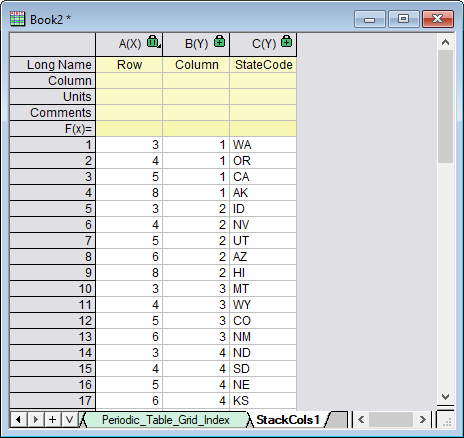 Book2 *
A(X) B(Y) C(Y)
Long Name Row Column StateCode
Column
Units
Comments
F(x)=
1 3 1 WA
2 4 1 OR
3 5 1 CA
4 8 1 AK
5 3 2 ID
6 4 2 NV
7 5 2 UT
8 6 2 AZ
9 8 2 HI
10 3 3 MT
11 4 3 WY
12 5 3 CO
13 6 3 NM
14 3 4 ND
15 4 4 SD
16 5 4 NE
17 6 4 KS
Periodic_Table_Grid_Index StackCols1